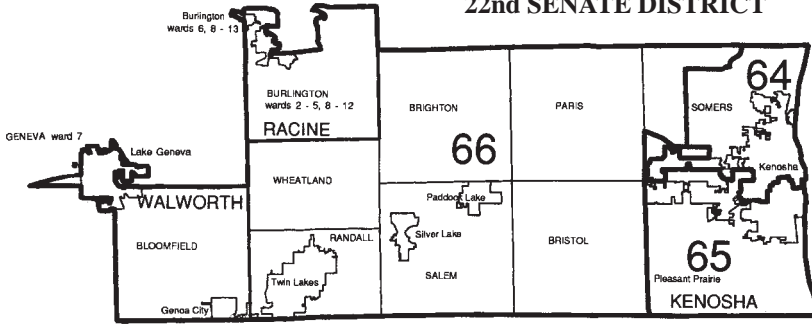 22nd SENATE DISTRICT
Burlington
wards 6, 8 - 13
64
BURLINGTON
wards 2 - 5, 8 - 12
BRIGHTON
PARIS
SOMERS
RACINE
GENEVA ward 7
Lake Geneva
66
Kenosha
WHEATLAND
WALWORTH
Paddock Lake
BLOOMFIELD
RANDALL
Silver Lake
BRISTOL
65
Twin Lakes
SALEM
Pleasant Prairie
Genoa City
KENOSHA